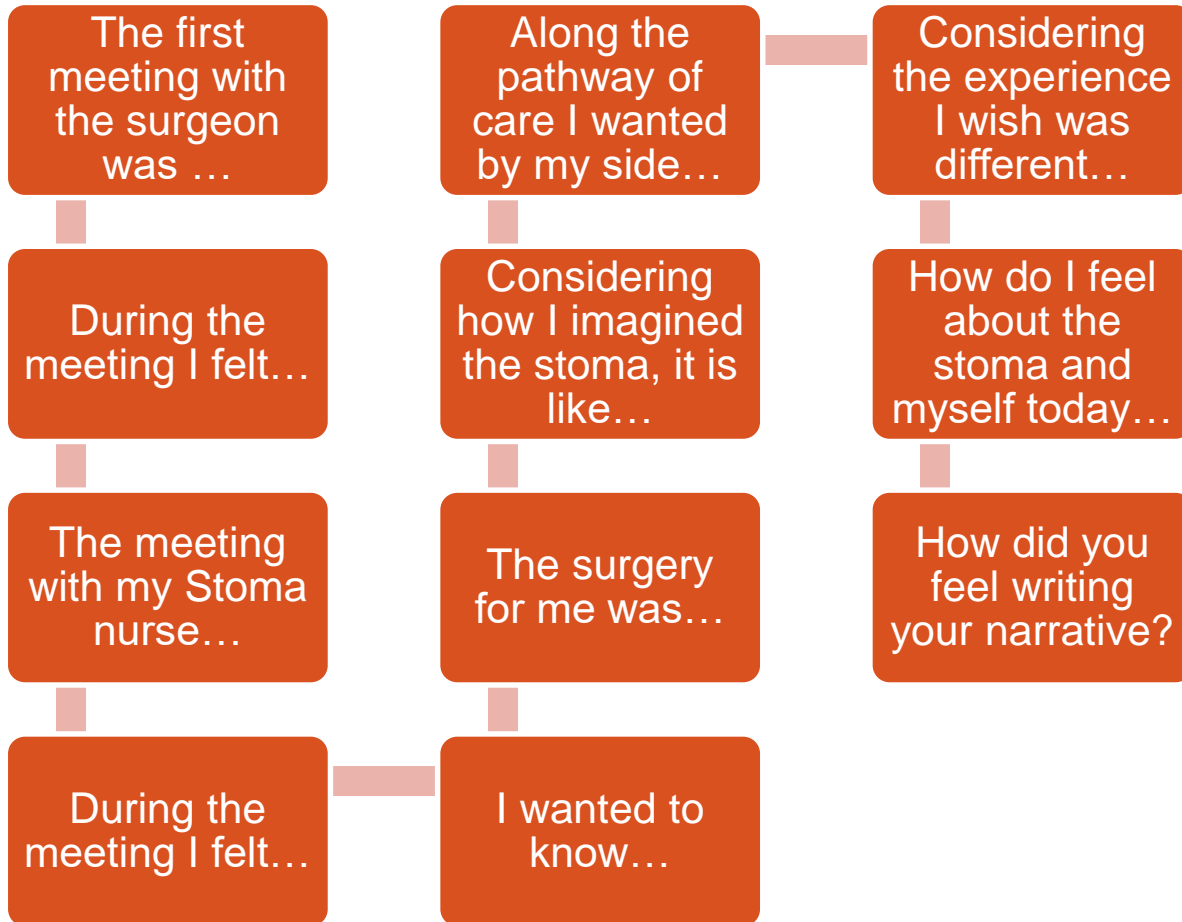 The first
meeting with
the surgeon
was …
During the
meeting I felt…
The meeting
with my Stoma
nurse…
During the
meeting I felt…
I wanted to
know…
The surgery
for me was…
Considering
how I imagined
the stoma, it is
like…
Along the
pathway of
care I wanted
by my side…
Considering
the experience
I wish was
different…
How do I feel
about the
stoma and
myself today…
How did you
feel writing
your narrative?